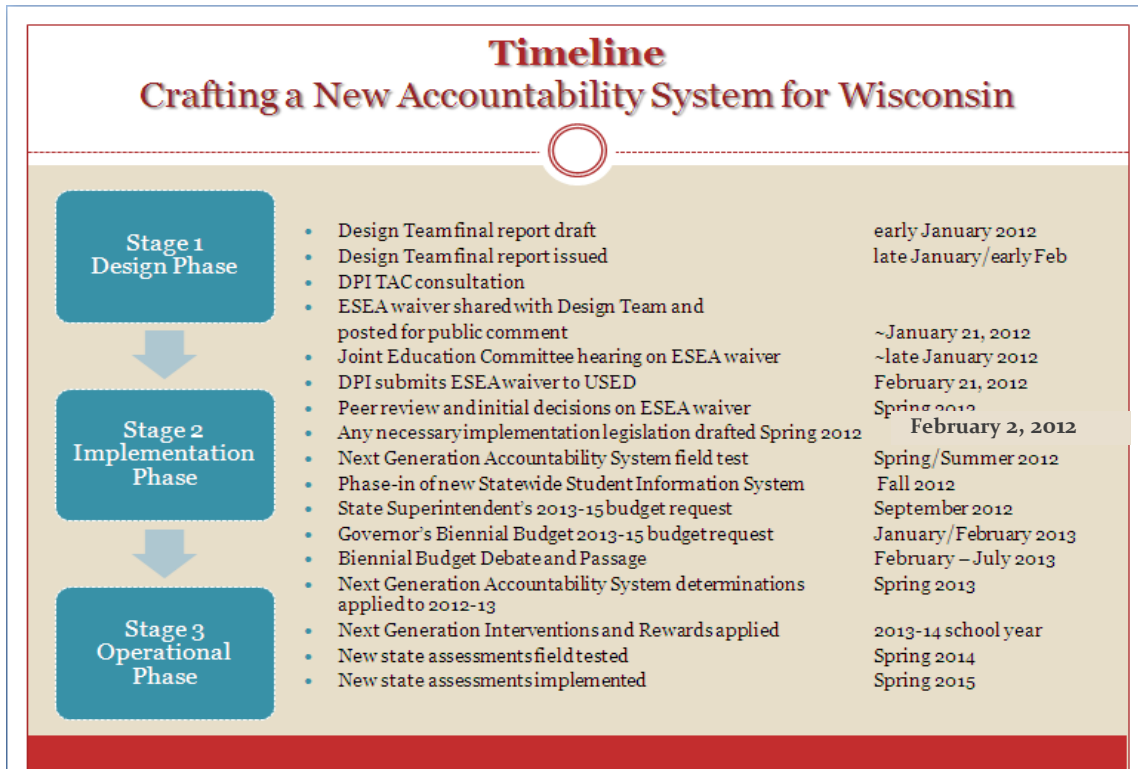 Timeline
Crafting a New Accountability System for Wisconsin
Stage 1
Design Phase
Stage 2
Implementation
Phase
Stage 3
Operational
Phase
• Design Team final report draft early January 2012
• Design Team final report issued late January/early Feb
• DPI TAC consultation
• ESEA waiver shared with Design Team and
posted for public comment ~January 21, 2012
• Joint Education Committee hearing on ESEA waiver ~late January 2012
• DPI submits ESEA waiver to USED February 21, 2012
• Peer review and initial decisions on ESEA waiver Spring 2012
• Any necessary implementation legislation drafted Spring 2012
February 2, 2012
• Next Generation Accountability System field test Spring/Summer 2012
• Phase-in of new Statewide Student Information System Fall 2012
• State Superintendent's 2013-15 budget request September 2012
• Governor's Biennial Budget 2013-15 budget request January/February 2013
• Biennial Budget Debate and Passage February – July 2013
• Next Generation Accountability System determinations Spring 2013
applied to 2012-13
• Next Generation Interventions and Rewards applied 2013-14 school year
• New state assessments field tested Spring 2014
• New state assessments implemented Spring 2015